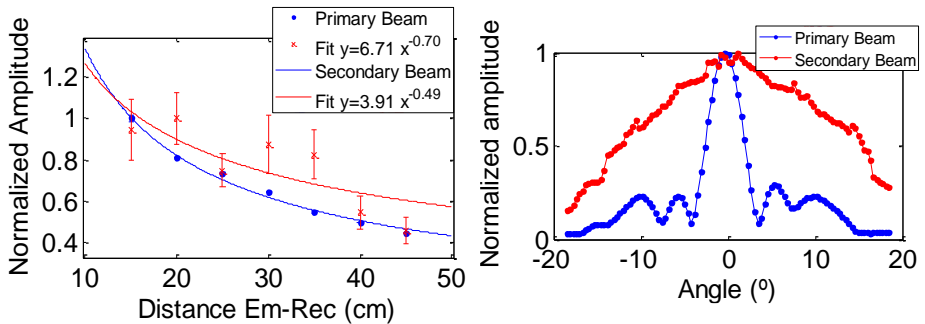 Normalized Amplitude
1.2
1
0.8
0.6
0.4
10
20
30
40
50
Distance Em-Rec (cm)
Primary Beam
Fit y=6.71 x^-0.70
Secondary Beam
Fit y=3.91 x^-0.49
Normalized amplitude
1
0.5
0
-20
-10
0
10
20
Angle (º)
Primary Beam
Secondary Beam